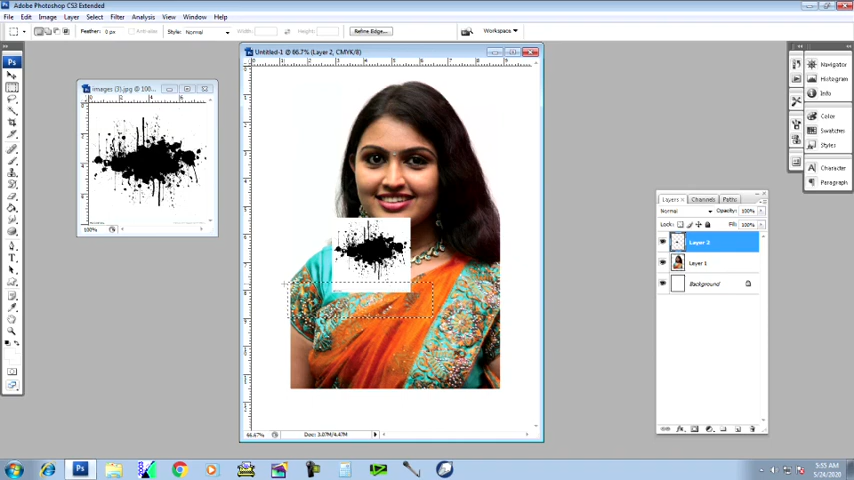 Adobe Photoshop CS3 Extended
File Edit Image Layer Select Filter Analysis View Window Help
Feather: 0 px Anti-alias Style: Normal Width: Height: Refine Edge... Workspace
Untitled-1 @ 66.7% (Layer 2, CMYK/8)
images (3).jpg @ 100...
100%
66.67% Doc: 3.07M/4.47M
Navigator
Histogram
Info
Color
Swatches
Styles
Character
Paragraph
Layers Channels Paths
Normal Opacity: 100%
Lock: Fill: 100%
Layer 2
Layer 1
Background
5:55 AM
5/24/2020